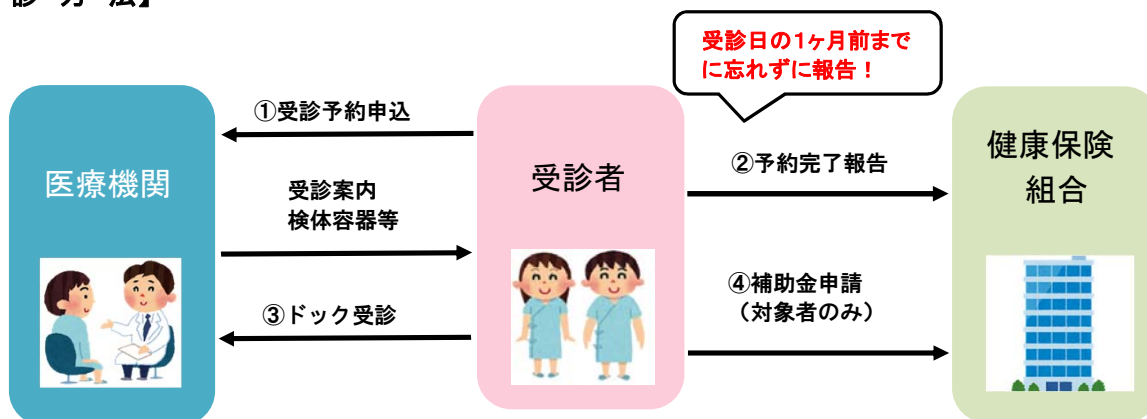 診 方 法】
受診日の1ヶ月前まで
に忘れずに報告！
①受診予約申込
医療機関
受診案内
検体容器等
③ドック受診
受診者
②予約完了報告
④補助金申請
（対象者のみ）
健康保険
組合